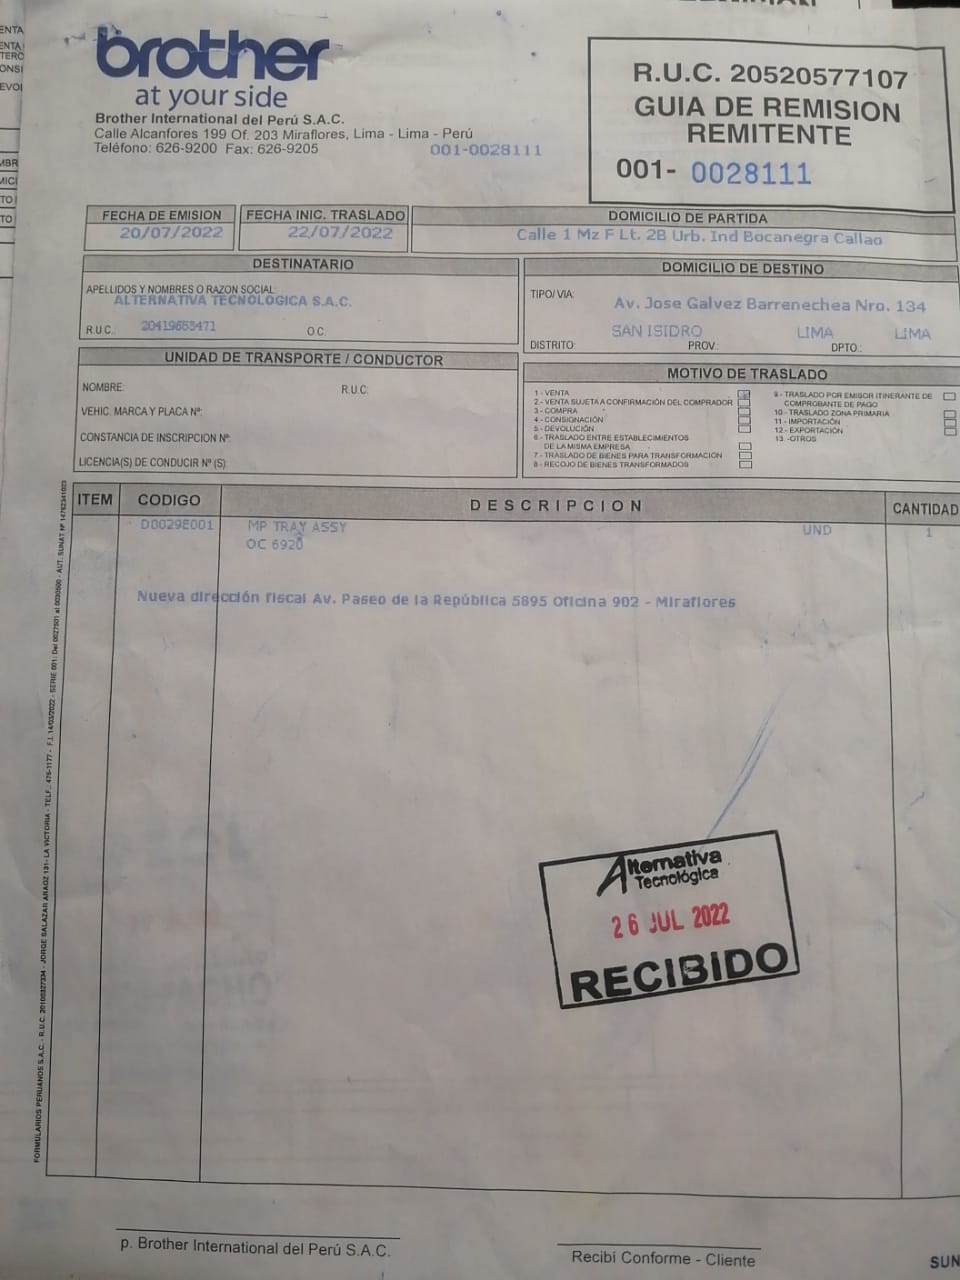 brother
at your side
Brother International del Perú S.A.C.
Calle Alcanfores 199 Of. 203 Miraflores, Lima - Lima - Perú
Teléfono: 626-9200 Fax: 626-9205
001-0028111
R.U.C. 20520577107
GUIA DE REMISION
REMITENTE
001- 0028111
FECHA DE EMISION
20/07/2022
FECHA INIC. TRASLADO
22/07/2022
DOMICILIO DE PARTIDA
Calle 1 Mz F Lt. 2B Urb. Ind Bocanegra Callao
DESTINATARIO
APELLIDOS Y NOMBRES O RAZON SOCIAL:
ALTERNATIVA TECNOLOGICA S.A.C.
R.U.C.: 20419653471 O.C.
DOMICILIO DE DESTINO
TIPO/ VIA: Av. Jose Galvez Barrenechea Nro. 134
SAN ISIDRO LIMA LIMA
DISTRITO: PROV.: DPTO.:
UNIDAD DE TRANSPORTE / CONDUCTOR
NOMBRE: R.U.C.
VEHIC. MARCA Y PLACA Nº:
CONSTANCIA DE INSCRIPCION Nº:
LICENCIA(S) DE CONDUCIR Nº (S):
MOTIVO DE TRASLADO
1 - VENTA
2 - VENTA SUJETA A CONFIRMACIÓN DEL COMPRADOR
3 - COMPRA
4 - CONSIGNACIÓN
5 - DEVOLUCIÓN
6 - TRASLADO ENTRE ESTABLECIMIENTOS
DE LA MISMA EMPRESA
7 - TRASLADO DE BIENES PARA TRANSFORMACIÓN
8 - RECOJO DE BIENES TRANSFORMADOS
9 - TRASLADO POR EMISOR ITINERANTE DE
COMPROBANTE DE PAGO
10 - TRASLADO ZONA PRIMARIA
11 - IMPORTACIÓN
12 - EXPORTACIÓN
13. -OTROS
ITEM CODIGO DESCRIPCION CANTIDAD
D0029E001 MP TRAY ASSY UND 1
OC 6920
Nueva dirección fiscal Av. Paseo de la República 5895 Oficina 902 - Miraflores
Alternativa
Tecnológica
26 JUL 2022
RECIBIDO
p. Brother International del Perú S.A.C.
Recibí Conforme - Cliente
SUN